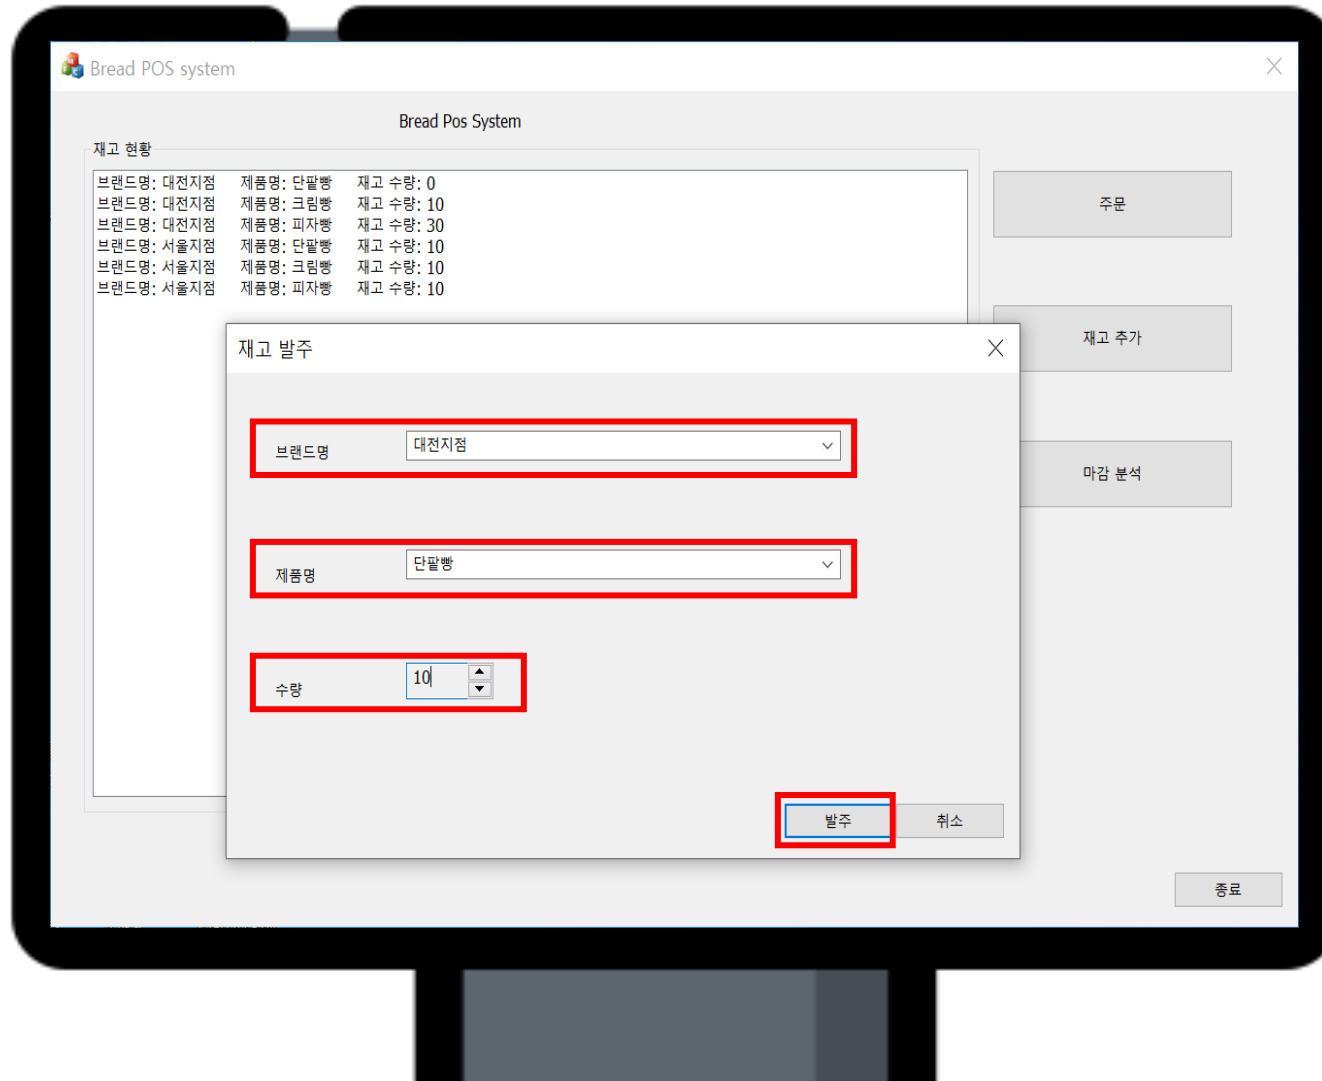 Bread POS system
Bread Pos System
재고 현황
브랜드명: 대전지점 제품명: 단팥빵 재고 수량: 0
브랜드명: 대전지점 제품명: 크림빵 재고 수량: 10
브랜드명: 대전지점 제품명: 피자빵 재고 수량: 30
브랜드명: 서울지점 제품명: 단팥빵 재고 수량: 10
브랜드명: 서울지점 제품명: 크림빵 재고 수량: 10
브랜드명: 서울지점 제품명: 피자빵 재고 수량: 10
주문
재고 추가
마감 분석
재고 발주
브랜드명 대전지점
제품명 단팥빵
수량 10
발주 취소
종료